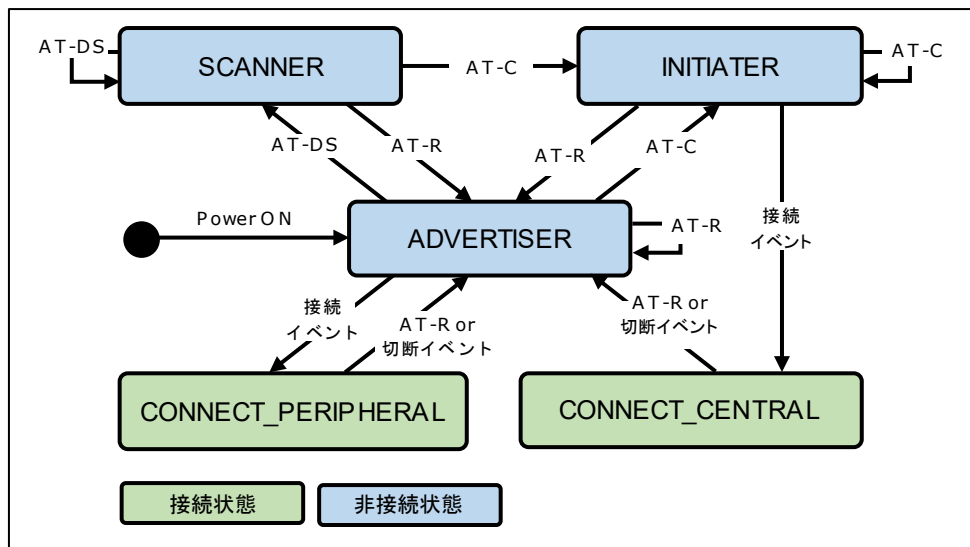 AT-DS
SCANNER
AT-C
INITIATER
AT-C
AT-DS
AT-R
AT-R
AT-C
PowerON
ADVERTISER
AT-R
接続
イベント
接続
イベント
AT-R or
切断イベント
AT-R or
切断イベント
CONNECT_PERIPHERAL
CONNECT_CENTRAL
接続状態
非接続状態